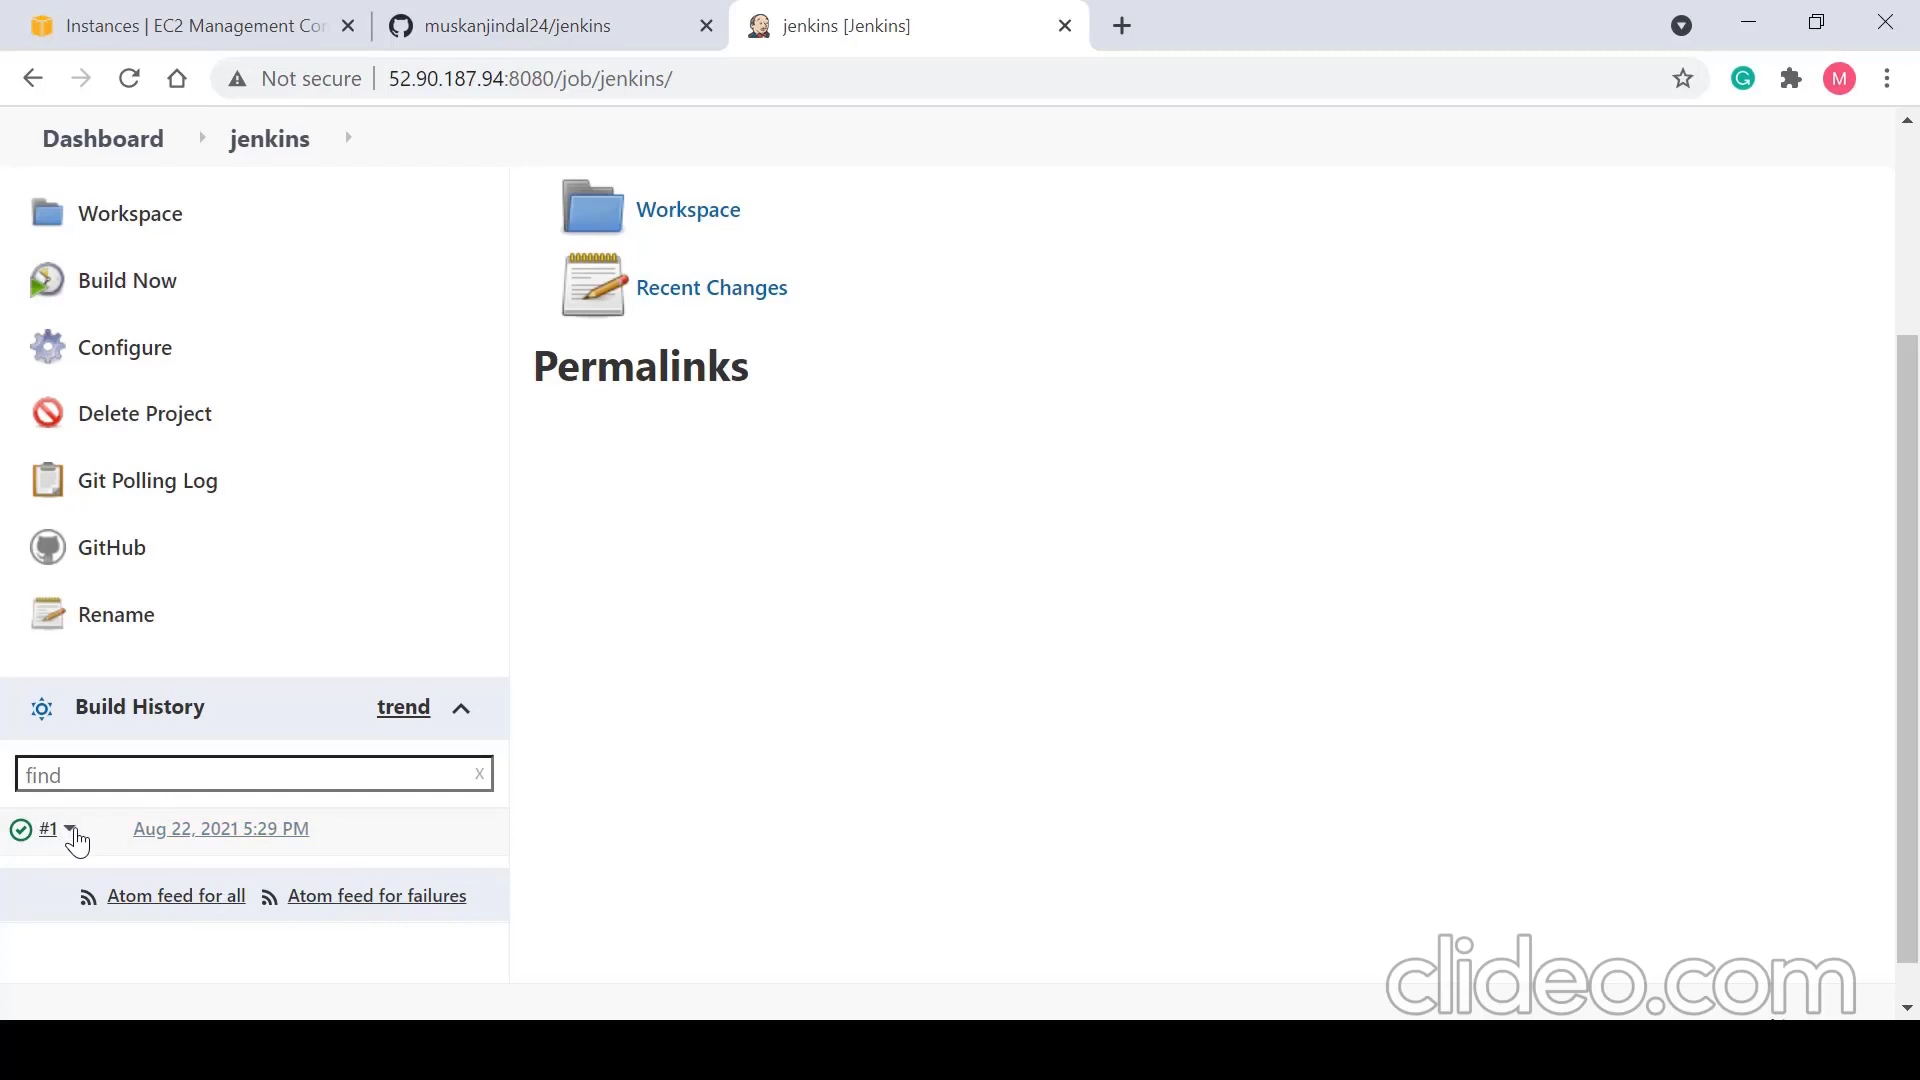 Instances | EC2 Management Con
muskanjindal24/jenkins
jenkins [Jenkins]
Not secure
52.90.187.94:8080/job/jenkins/
M
Dashboard
jenkins
Workspace
Build Now
Configure
Delete Project
Git Polling Log
GitHub
Rename
Workspace
Recent Changes
Permalinks
Build History
trend
find
x
#1
Aug 22, 2021 5:29 PM
Atom feed for all
Atom feed for failures
clideo.com